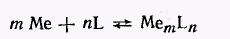 m Me + nL ⇌ MeₘLₙ